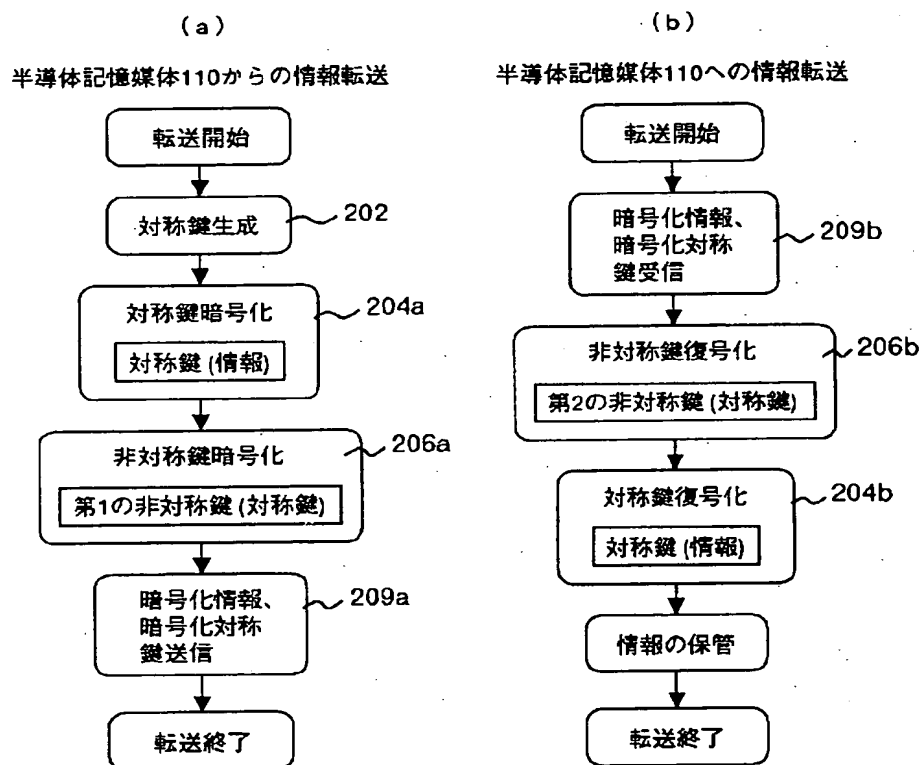 (a)
半導体記憶媒体110からの情報転送
転送開始
対称鍵生成
202
対称鍵暗号化
204a
対称鍵(情報)
非対称鍵暗号化
206a
第1の非対称鍵(対称鍵)
暗号化情報、
暗号化対称
鍵送信
209a
転送終了
(b)
半導体記憶媒体110への情報転送
転送開始
暗号化情報、
暗号化対称
鍵受信
209b
非対称鍵復号化
206b
第2の非対称鍵(対称鍵)
対称鍵復号化
204b
対称鍵(情報)
情報の保管
転送終了